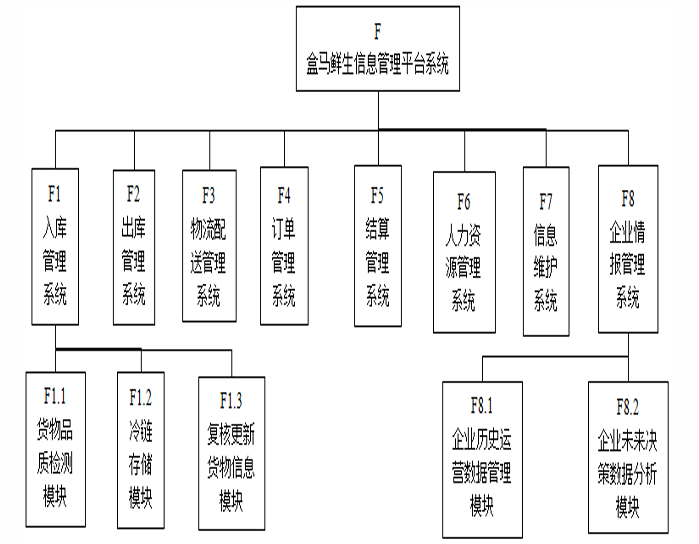 F
盒马鲜生信息管理平台系统
F1
入库
管理
系统
F2
出库
管理
系统
F3
物流配
送管理
系统
F4
订单
管理
系统
F5
结算
管理
系统
F6
人力资
源管理
系统
F7
信息
维护
系统
F8
企业情
报管理
系统
F1.1
货物品
质检测
模块
F1.2
冷链
存储
模块
F1.3
复核更新
货物信息
模块
F8.1
企业历史运
营数据管理
模块
F8.2
企业未来决
策数据分析
模块